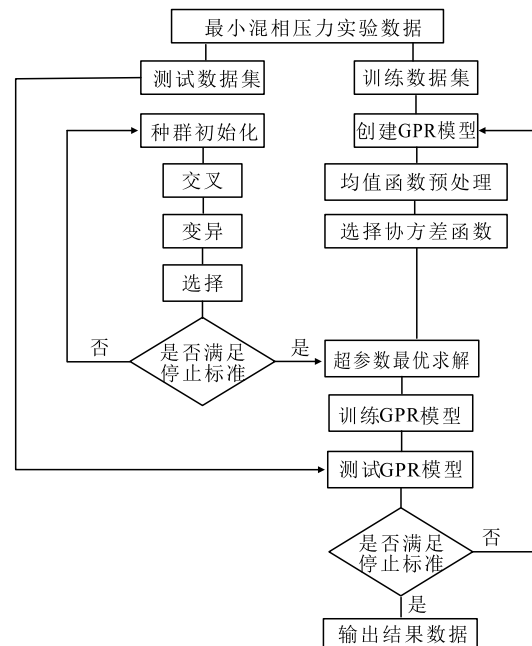 最小混相压力实验数据
测试数据集
训练数据集
种群初始化
创建GPR模型
交叉
均值函数预处理
变异
选择协方差函数
选择
否
是否满足
停止标准
是
超参数最优求解
训练GPR模型
测试GPR模型
是否满足
停止标准
否
是
输出结果数据